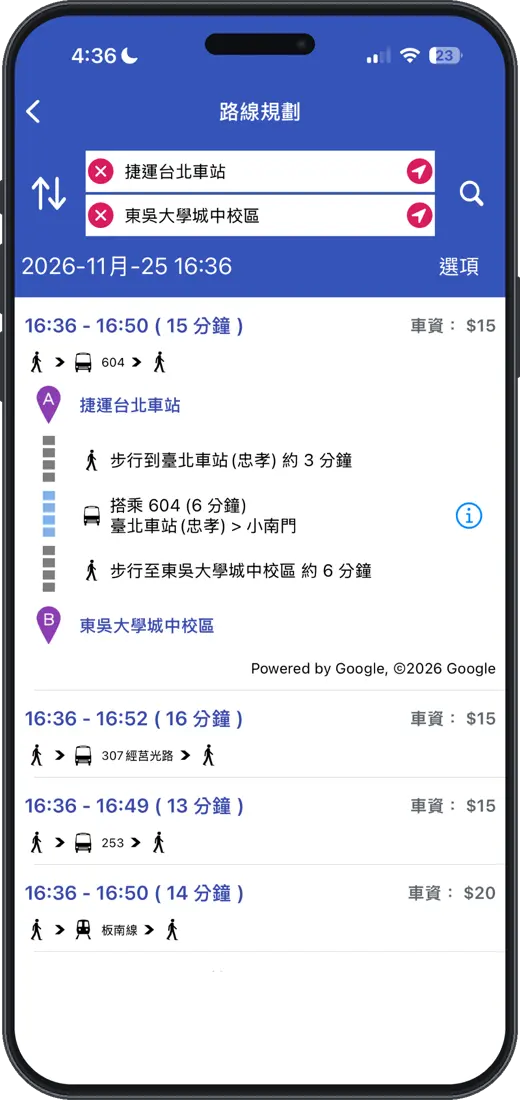 4:36
23
路線規劃
捷運台北車站
東吳大學城中校區
2026-11月-25 16:36
選項
16:36 - 16:50 ( 15 分鐘 )
車資： $15
604
A
捷運台北車站
步行到臺北車站(忠孝) 約 3 分鐘
搭乘 604 (6 分鐘)
臺北車站(忠孝) > 小南門
步行至東吳大學城中校區 約 6 分鐘
B
東吳大學城中校區
Powered by Google, ©2026 Google
16:36 - 16:52 ( 16 分鐘 )
車資： $15
307經莒光路
16:36 - 16:49 ( 13 分鐘 )
車資： $15
253
16:36 - 16:50 ( 14 分鐘 )
車資： $20
板南線